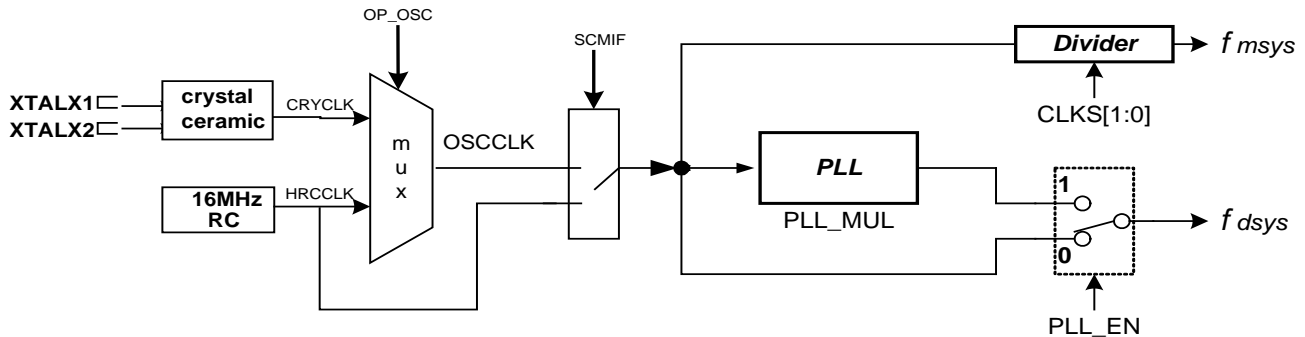 OP_OSC
SCMIF
Divider
f msys
XTALX1
XTALX2
crystal
ceramic
CRYCLK
CLKS[1:0]
mux
OSCCLK
PLL
1
16MHz
RC
HRCCLK
PLL_MUL
f dsys
0
PLL_EN